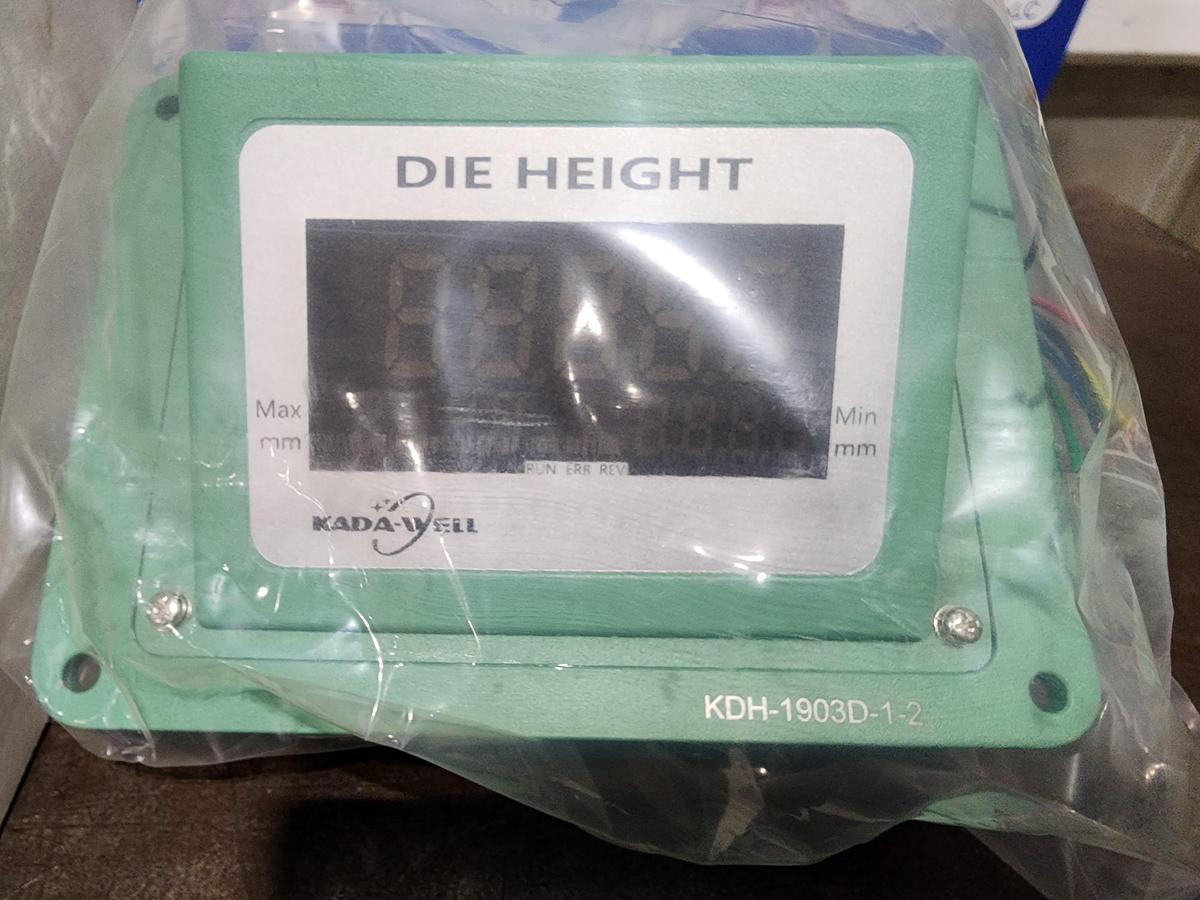 DIE HEIGHT
Max
mm
Min
mm
RUN ERR REV
KADA-WELL
KDH-1903D-1-2